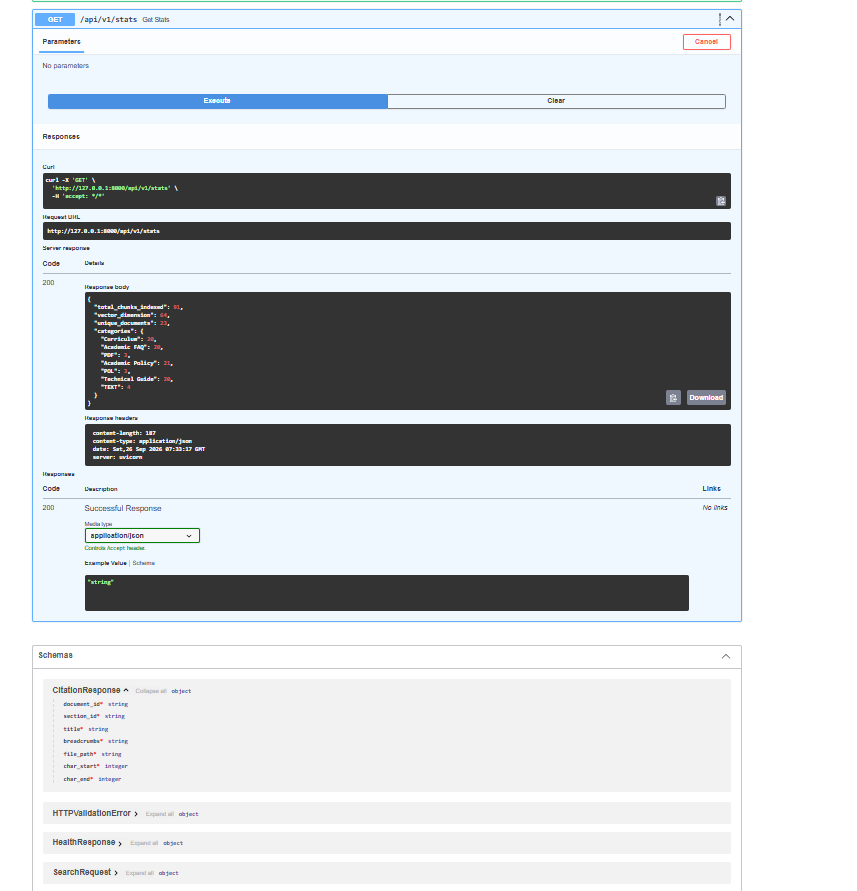 GET /api/v1/stats Get Stats
Parameters
Cancel
No parameters
Execute
Clear
Responses
Curl
curl -X 'GET' \
'http://127.0.0.1:8000/api/v1/stats' \
-H 'accept: */*'
Request URL
http://127.0.0.1:8000/api/v1/stats
Server response
Code Details
200
Response body
{
"total_chunks_indexed": 91,
"vector_dimension": 64,
"unique_documents": 23,
"categories": {
"Curriculum": 20,
"Academic FAQ": 20,
"PDF": 3,
"Academic Policy": 21,
"POL": 3,
"Technical Guide": 20,
"TEXT": 4
}
}
Download
Response headers
content-length: 187
content-type: application/json
date: Sat,26 Sep 2026 07:33:17 GMT
server: uvicorn
Responses
Code Description Links
200 Successful Response No links
Media type
application/json
Controls Accept header.
Example Value | Schema
"string"
Schemas
CitationResponse Collapse all object
document_id* string
section_id* string
title* string
breadcrumbs* string
file_path* string
char_start* integer
char_end* integer
HTTPValidationError Expand all object
HealthResponse Expand all object
SearchRequest Expand all object